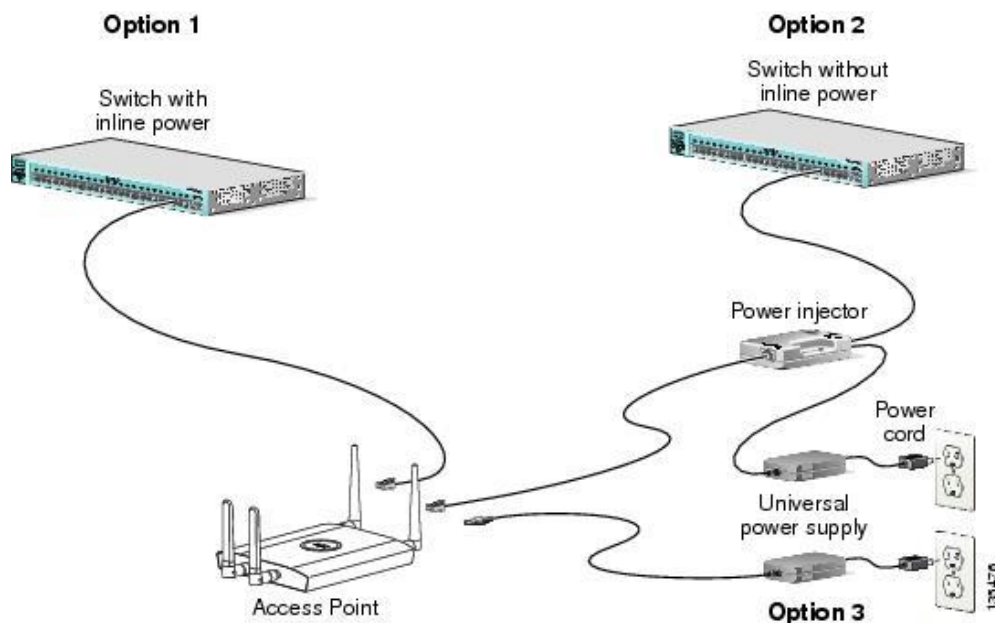 Option 1
Option 2
Switch with
inline power
Switch without
inline power
Power injector
Power
cord
Universal
power supply
Access Point
Option 3